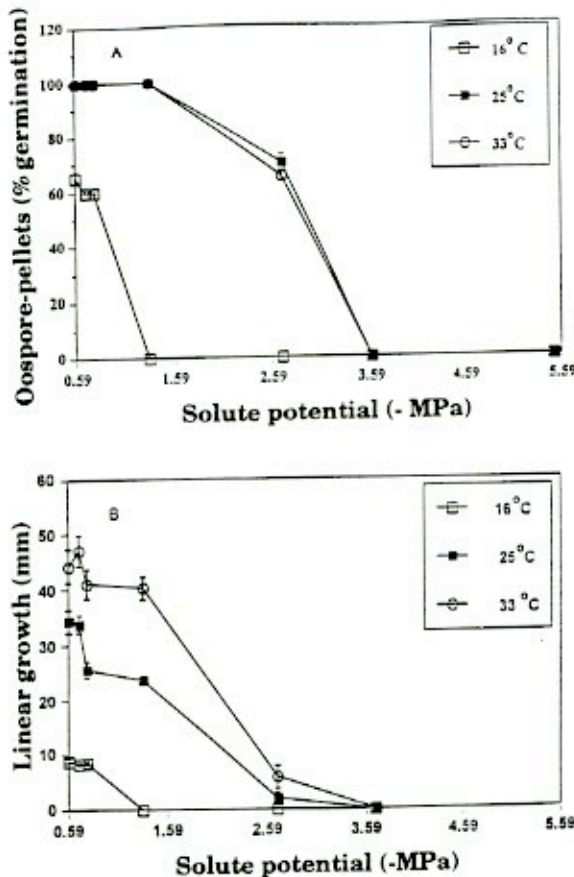 120
100
80
60
40
20
0
A
16°C
25°C
33°C
Oospore-pellets (% germination)
0.59 1.59 2.59 3.59 4.59 5.59
Solute potential (- MPa)
60
50
40
30
20
10
0
B
16°C
25°C
33°C
Linear growth (mm)
0.59 1.59 2.59 3.59 4.59 5.59
Solute potential (-MPa)